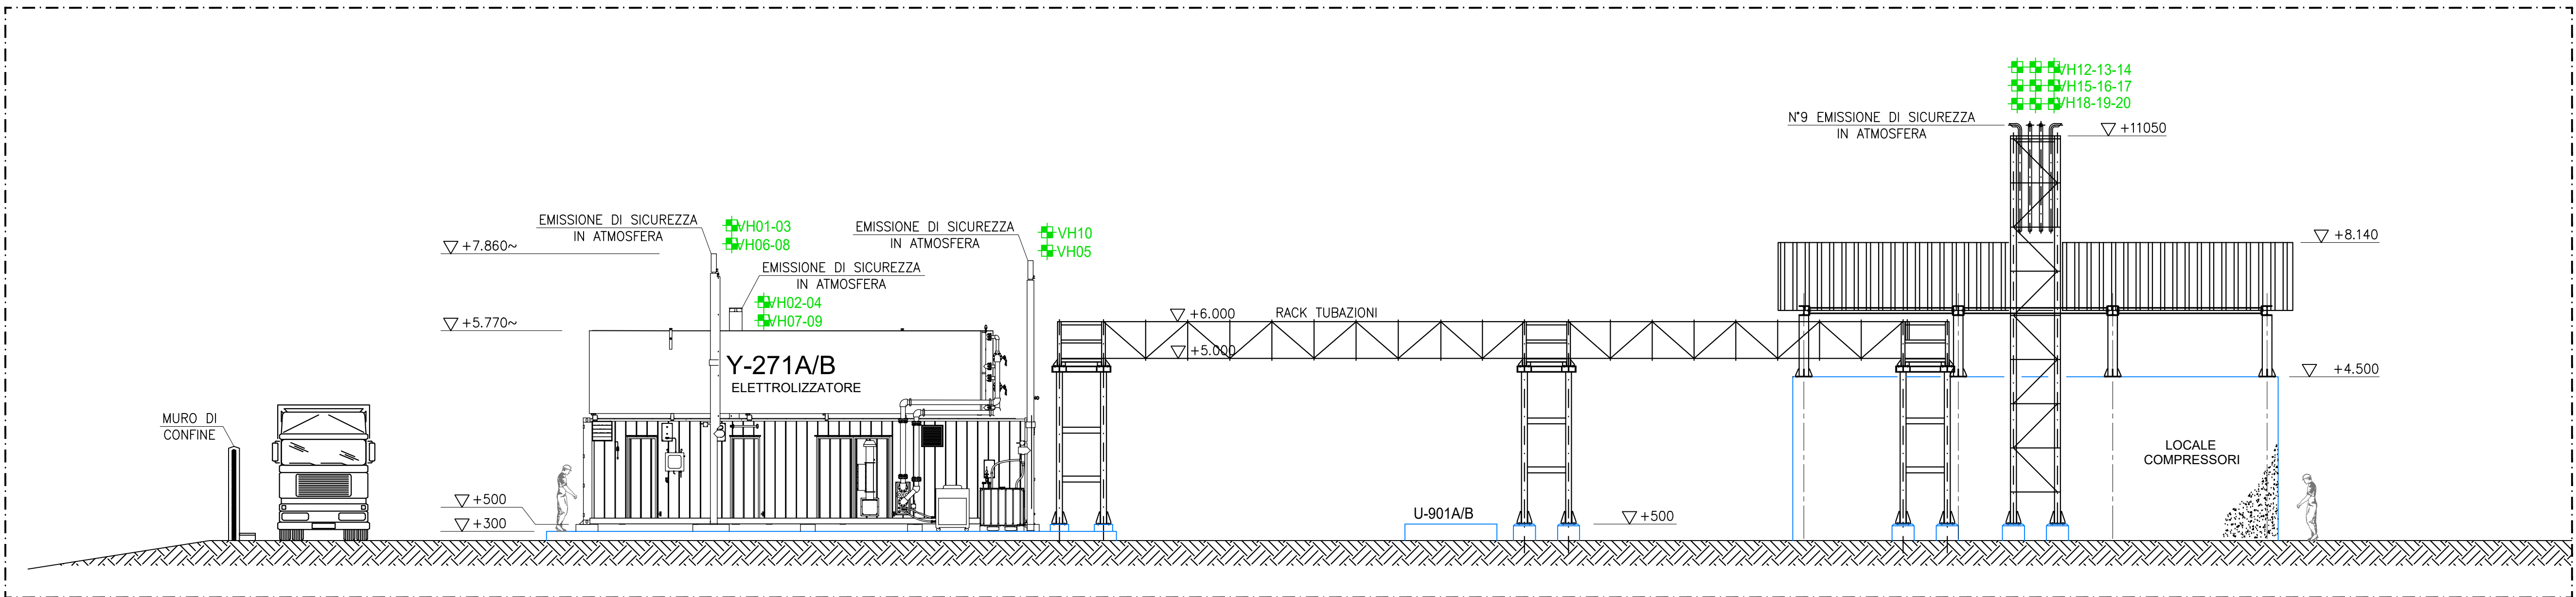 VH12-13-14
VH15-16-17
VH18-19-20
N°9 EMISSIONE DI SICUREZZA
IN ATMOSFERA
+11050
EMISSIONE DI SICUREZZA
IN ATMOSFERA
VH01-03
VH06-08
EMISSIONE DI SICUREZZA
IN ATMOSFERA
VH10
VH05
+7.860~
+8.140
EMISSIONE DI SICUREZZA
IN ATMOSFERA
VH02-04
VH07-09
+5.770~
+6.000
RACK TUBAZIONI
+5.000
Y-271A/B
ELETTROLIZZATORE
+4.500
MURO DI
CONFINE
LOCALE
COMPRESSORI
+500
+300
U-901A/B
+500